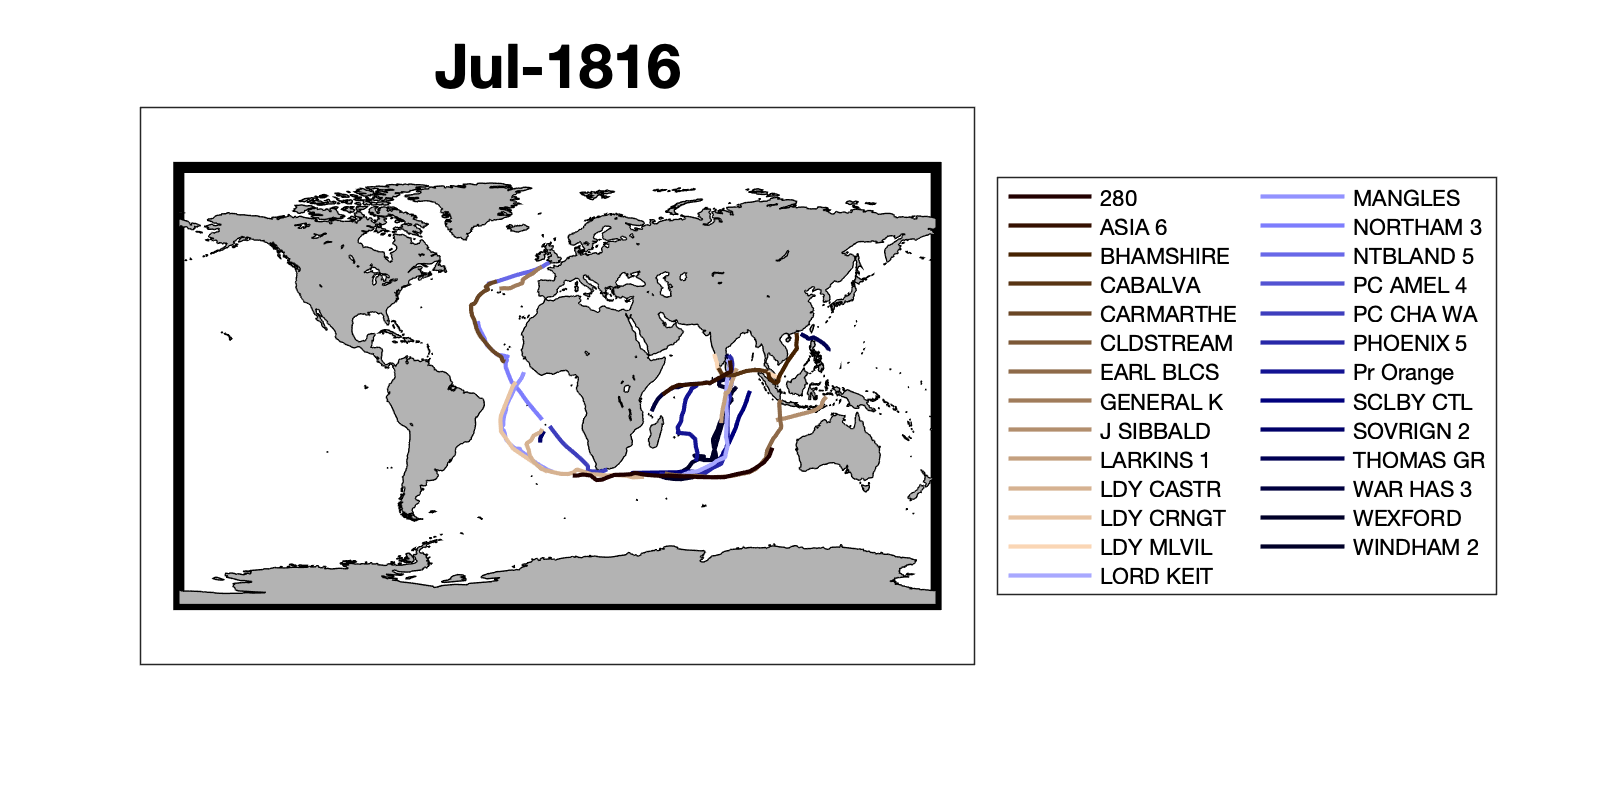 Jul-1816
280
ASIA 6
BHAMSHIRE
CABALVA
CARMARTHE
CLDSTREAM
EARL BLCS
GENERAL K
J SIBBALD
LARKINS 1
LDY CASTR
LDY CRNGT
LDY MLVIL
LORD KEIT
MANGLES
NORTHAM 3
NTBLAND 5
PC AMEL 4
PC CHA WA
PHOENIX 5
Pr Orange
SCLBY CTL
SOVRIGN 2
THOMAS GR
WAR HAS 3
WEXFORD
WINDHAM 2